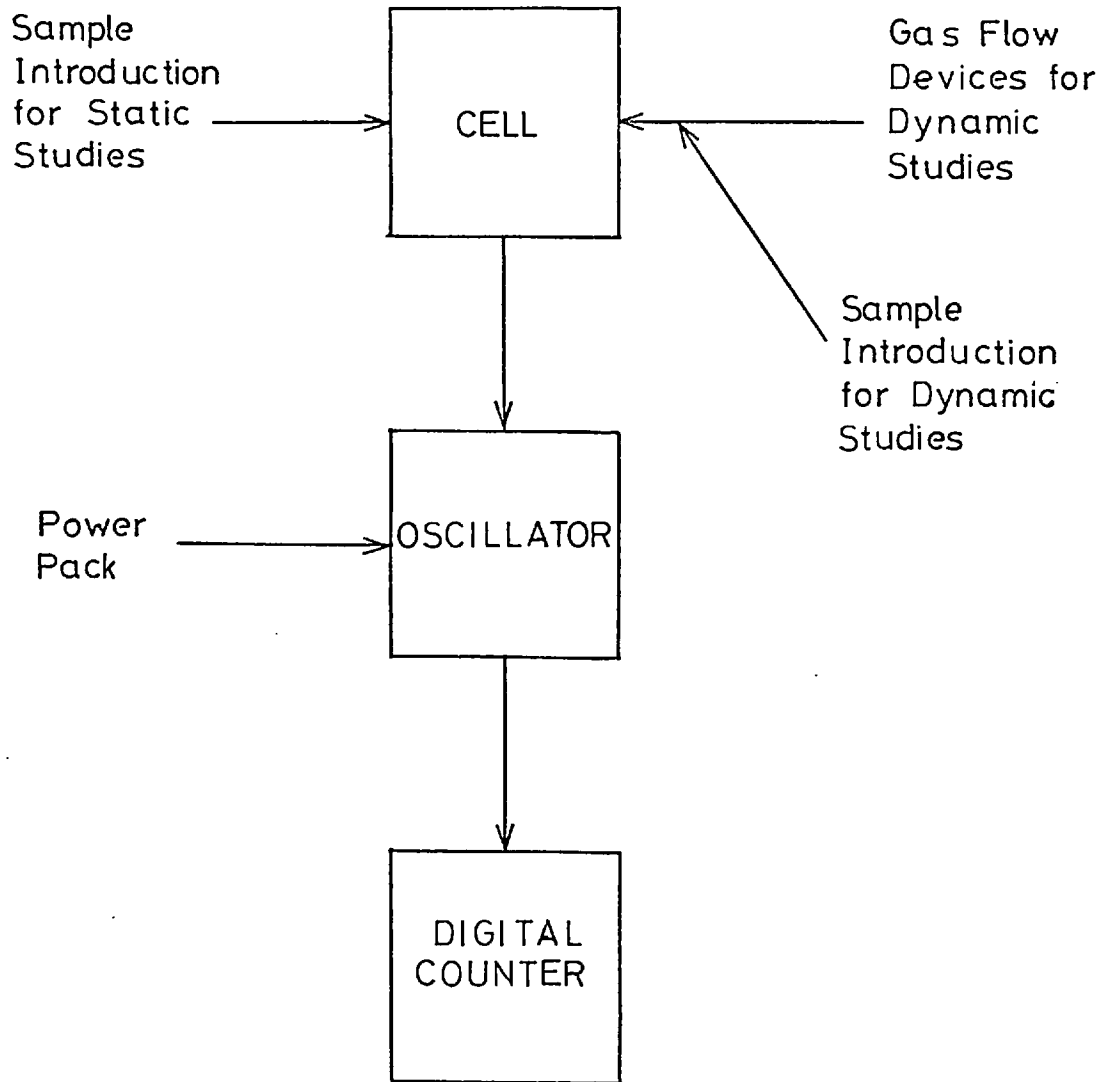 Sample
Introduction
for Static
Studies
CELL
Gas Flow
Devices for
Dynamic
Studies
Sample
Introduction
for Dynamic
Studies
Power
Pack
OSCILLATOR
DIGITAL
COUNTER